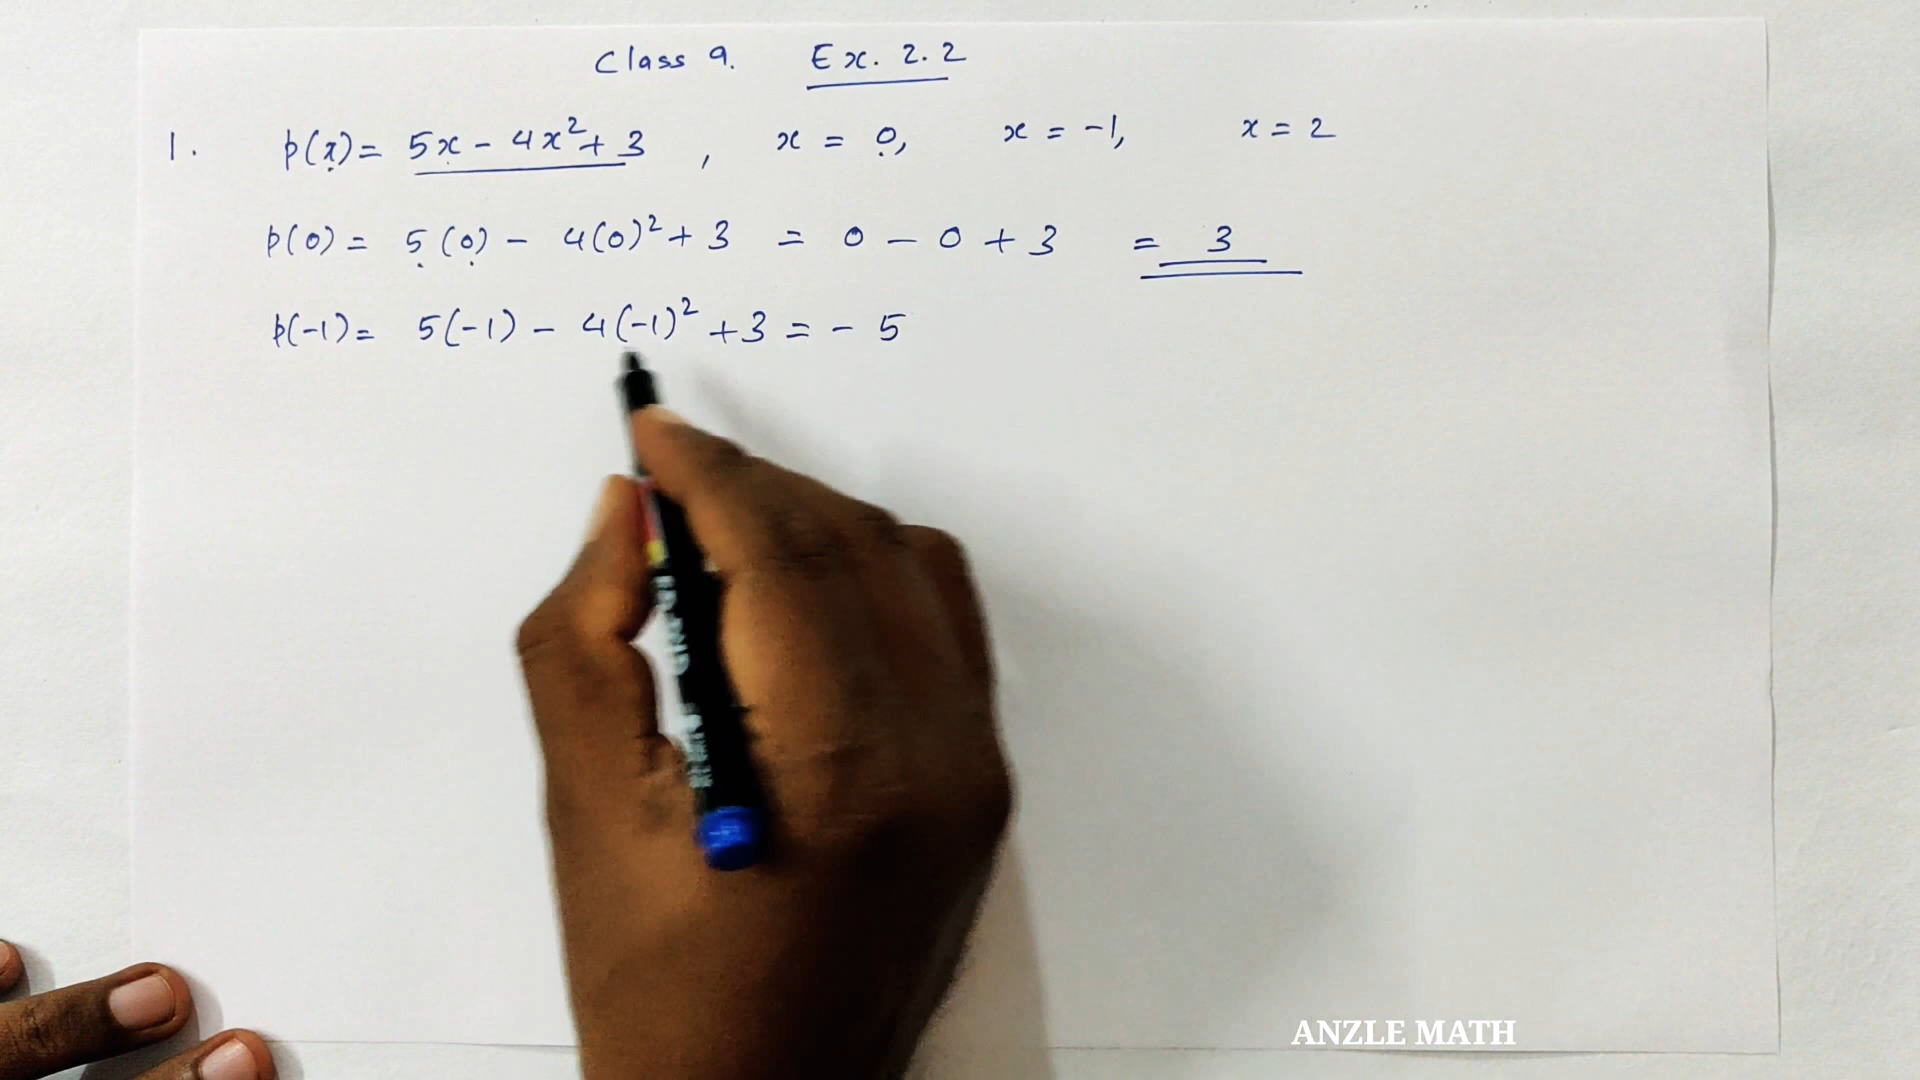 Class 9. Ex. 2.2
1. p(x) = 5x - 4x² + 3 , x = 0, x = -1, x = 2
p(0) = 5(0) - 4(0)² + 3 = 0 - 0 + 3 = 3
p(-1) = 5(-1) - 4(-1)² + 3 = - 5
ANZLE MATH